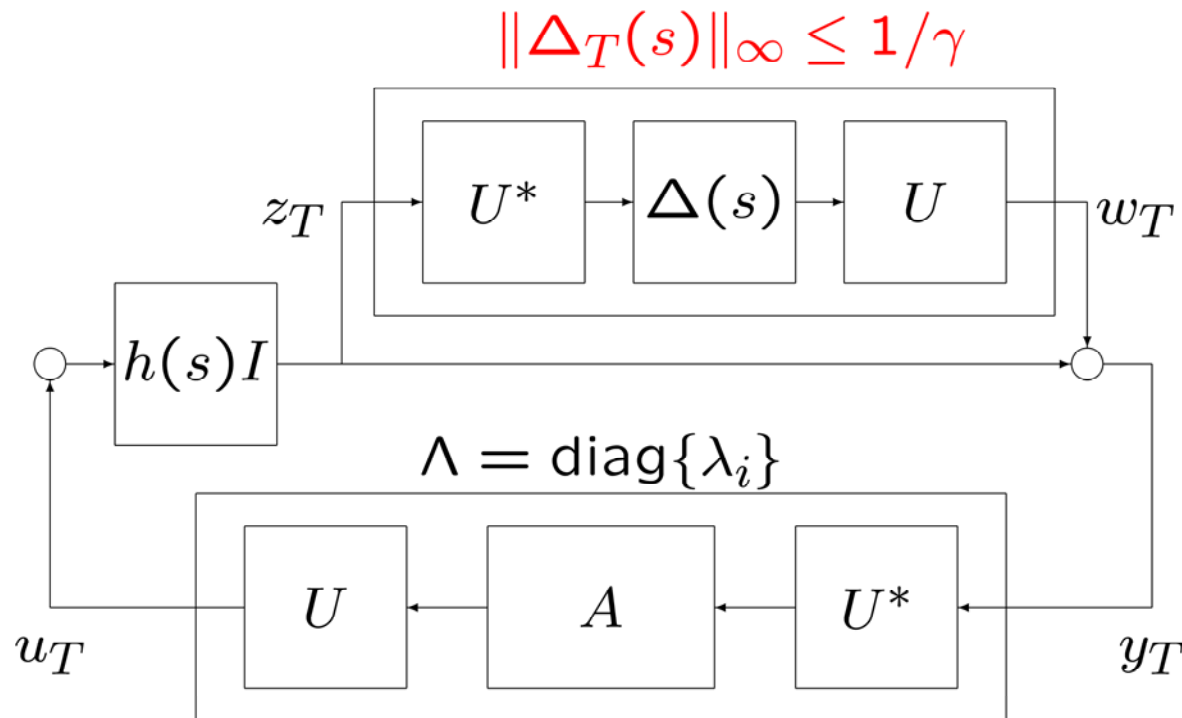 ‖Δ_T(s)‖_∞ ≤ 1/γ
z_T U* Δ(s) U w_T
h(s)I
Λ = diag{λ_i}
U A U*
u_T y_T